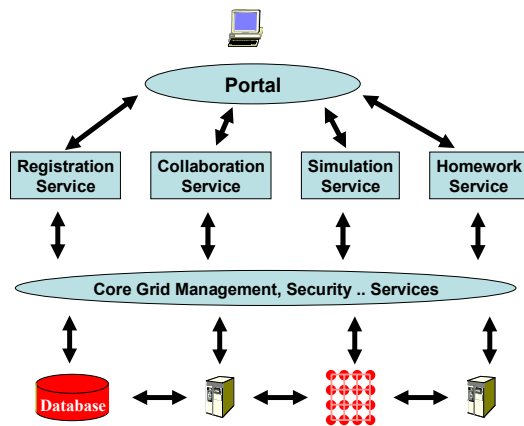 Portal
Registration
Service
Collaboration
Service
Simulation
Service
Homework
Service
Core Grid Management, Security .. Services
Database